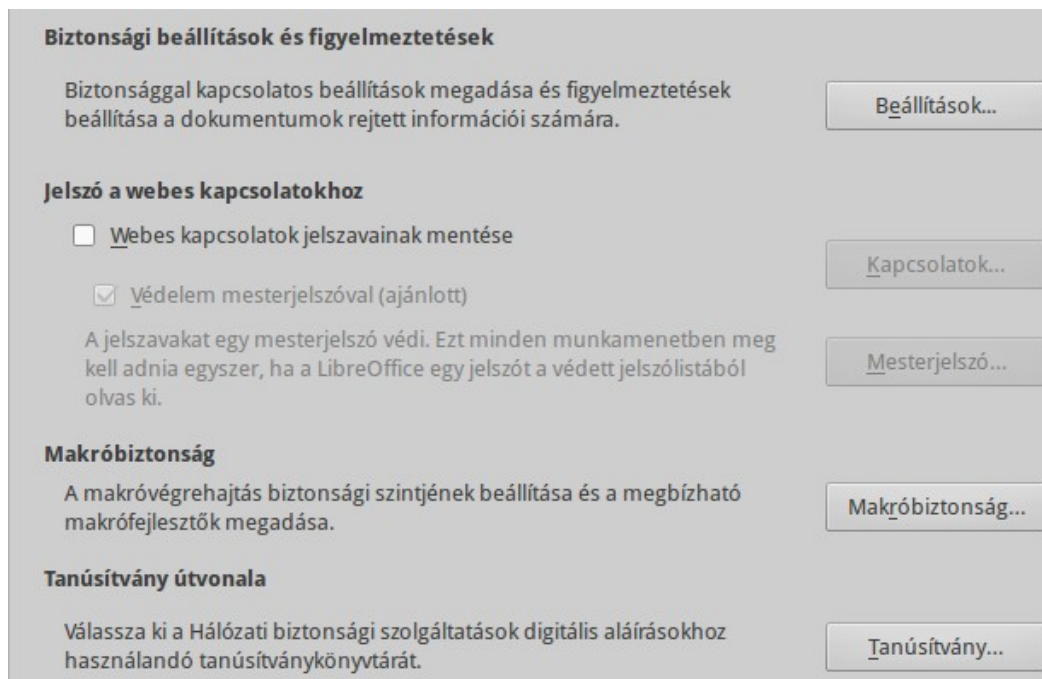 Biztonsági beállítások és figyelmeztetések
Biztonsággal kapcsolatos beállítások megadása és figyelmeztetések
beállítása a dokumentumok rejtett információi számára.
Beállítások...
Jelszó a webes kapcsolatokhoz
Webes kapcsolatok jelszavainak mentése
Kapcsolatok...
Védelem mesterjelszóval (ajánlott)
A jelszavakat egy mesterjelszó védi. Ezt minden munkamenetben meg
kell adnia egyszer, ha a LibreOffice egy jelszót a védett jelszólistából
olvas ki.
Mesterjelszó...
Makróbiztonság
A makróvégrehajtás biztonsági szintjének beállítása és a megbízható
makrófejlesztők megadása.
Makróbiztonság...
Tanúsítvány útvonala
Válassza ki a Hálózati biztonsági szolgáltatások digitális aláírásokhoz
használandó tanúsítványkönyvtárát.
Tanúsítvány...